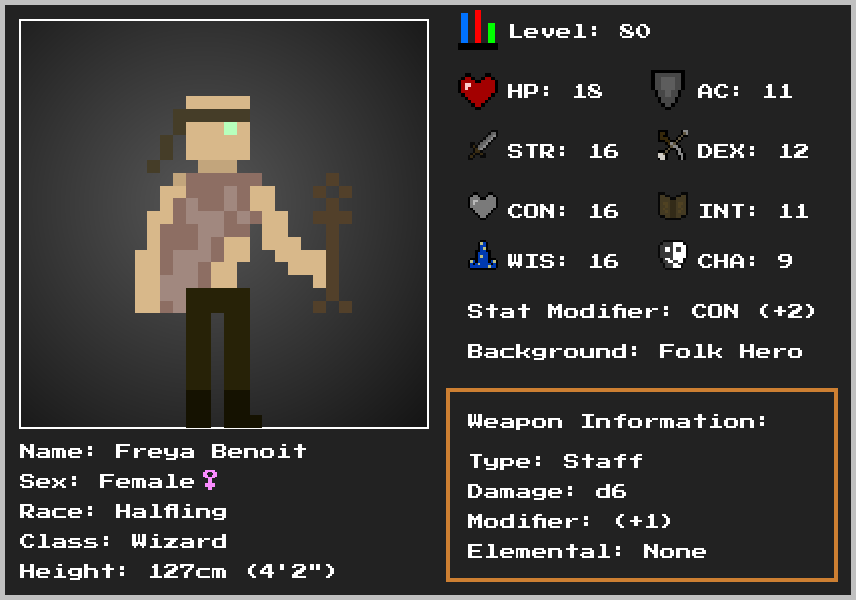 Level: 80
HP: 18 AC: 11
STR: 16 DEX: 12
CON: 16 INT: 11
WIS: 16 CHA: 9
Stat Modifier: CON (+2)
Background: Folk Hero
Weapon Information:
Type: Staff
Damage: d6
Modifier: (+1)
Elemental: None
Name: Freya Benoit
Sex: Female♀
Race: Halfling
Class: Wizard
Height: 127cm (4'2")